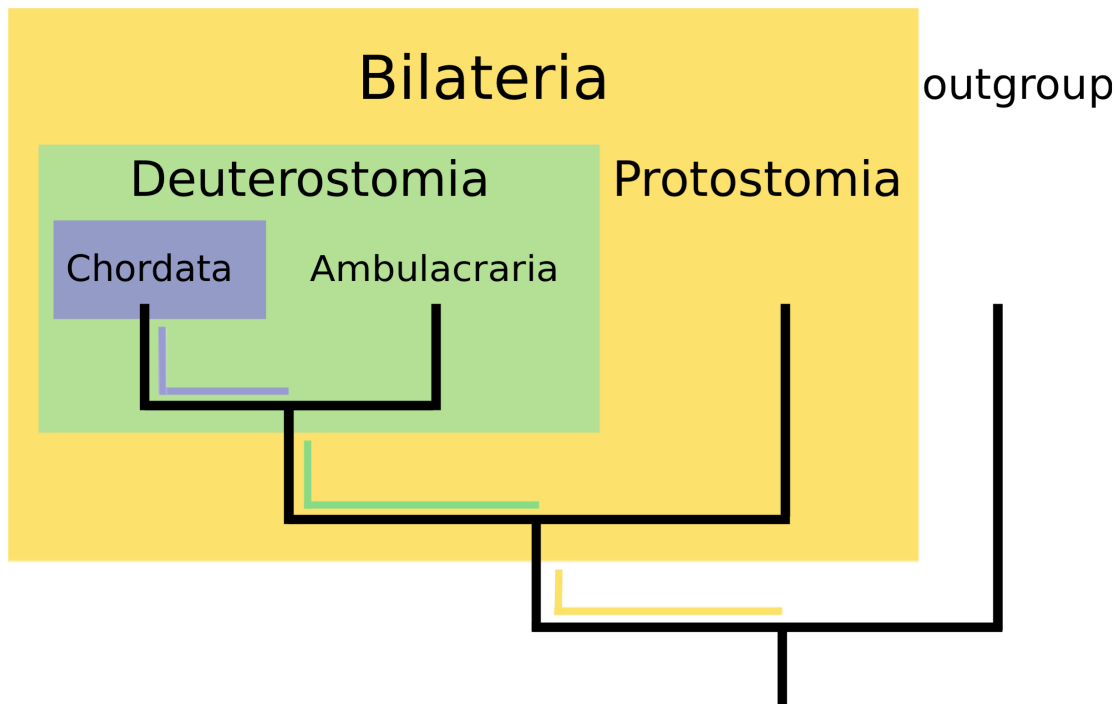 Bilateria
outgroup
Deuterostomia
Protostomia
Chordata
Ambulacraria